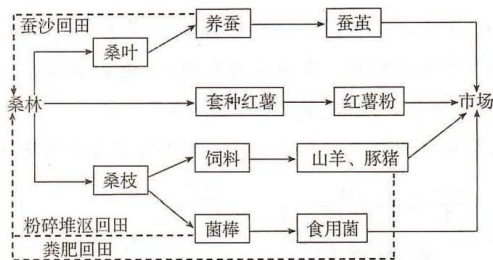 蚕沙回田
养蚕
蚕茧
桑叶
桑林
套种红薯
红薯粉
市场
饲料
山羊、豚猪
桑枝
粉碎堆沤回田
菌棒
食用菌
粪肥回田